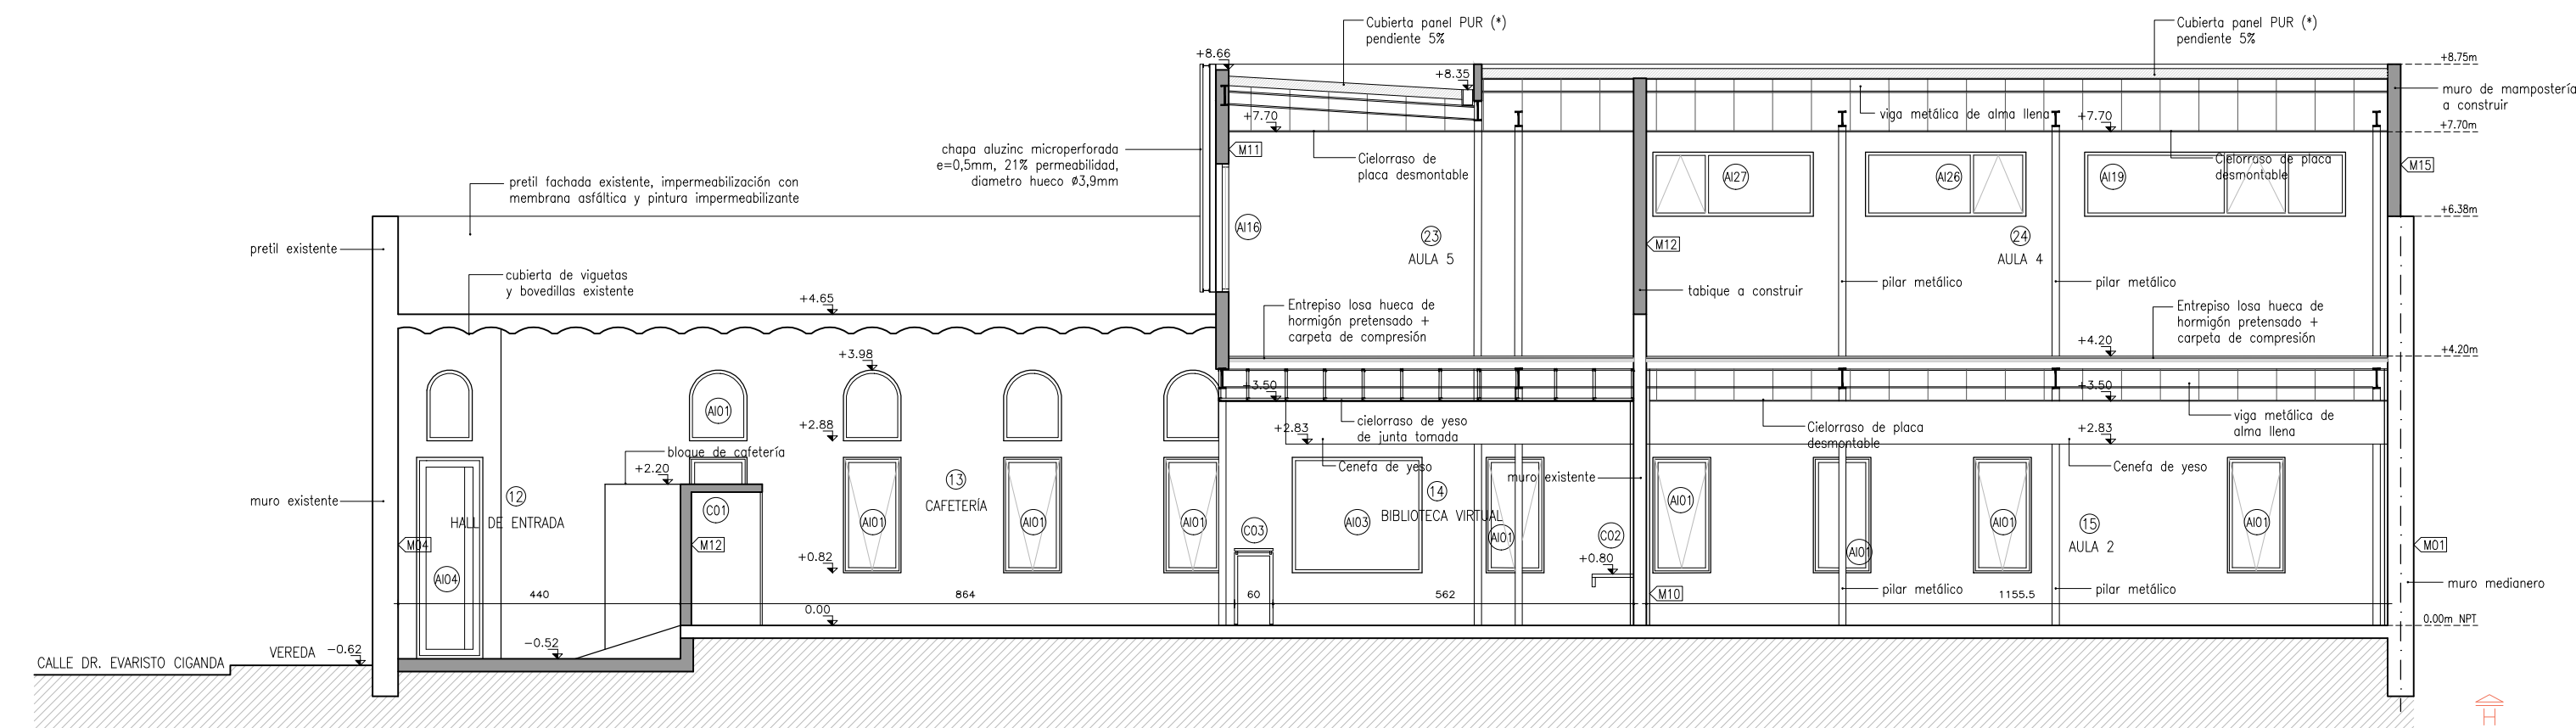 Cubierta panel PUR (*)
pendiente 5%
Cubierta panel PUR (*)
pendiente 5%
+8.66
+8.35
+8.75m
muro de mampostería
a construir
viga metálica de alma llena
+7.70
+7.70
+7.70m
chapa aluzinc microperforada
e=0,5mm, 21% permeabilidad,
diametro hueco Ø3,9mm
M11
Cielorraso de
placa desmontable
Cielorraso de placa
desmontable
M15
pretil fachada existente, impermeabilización con
membrana asfáltica y pintura impermeabilizante
AI27
AI26
AI19
+6.38m
AI16
pretil existente
23
AULA 5
M12
24
AULA 4
cubierta de viguetas
y bovedillas existente
tabique a construir
pilar metálico
pilar metálico
+4.65
Entrepiso losa hueca de
hormigón pretensado +
carpeta de compresión
Entrepiso losa hueca de
hormigón pretensado +
carpeta de compresión
+3.98
+4.20
+4.20m
+3.50
+3.50
AI01
+2.88
+2.83
cielorraso de yeso
de junta tomada
Cielorraso de placa
desmontable
+2.83
viga metálica de
alma llena
bloque de cafetería
+2.20
Cenefa de yeso
Cenefa de yeso
muro existente
muro existente
12
HALL DE ENTRADA
13
CAFETERÍA
14
BIBLIOTECA VIRTUAL
C01
AI01
AI01
AI01
C03
AI03
AI01
C02
AI01
AI01
AI01
15
AULA 2
AI01
M04
M12
M01
AI04
+0.82
+0.80
muro medianero
440
864
60
562
M10
pilar metálico
1155.5
pilar metálico
0.00
0.00m NPT
-0.52
VEREDA
-0.62
CALLE DR. EVARISTO CIGANDA
H